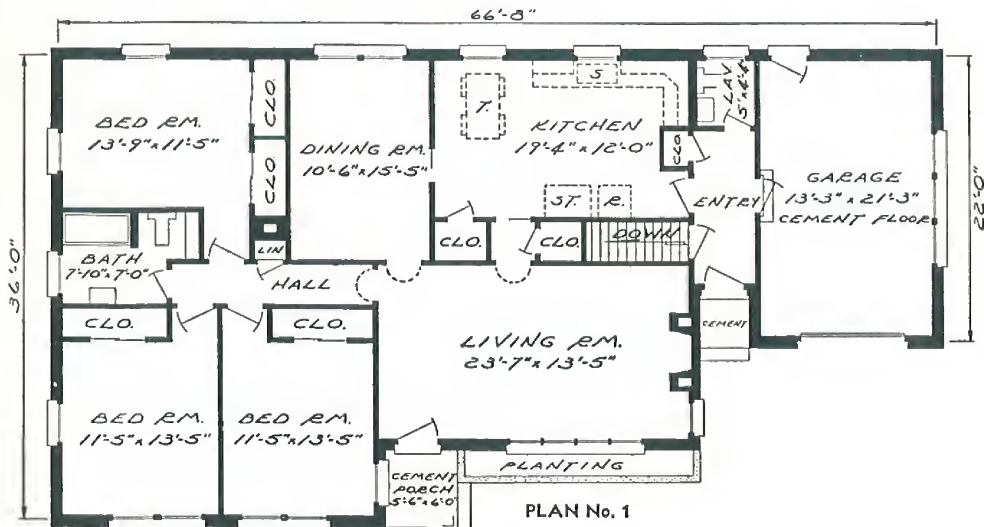 66'-8"
36'-0"
22'-0"
BED RM.
13'-9" x 11'-5"
CLO.
CLO.
DINING RM.
10'-6" x 15'-5"
T.
S
KITCHEN
19'-4" x 12'-0"
ST.
R.
CLO.
LAV.
5' x 4'-4"
GARAGE
13'-3" x 21'-3"
CEMENT FLOOR
ENTRY
DOWN
CLO.
CLO.
BATH
7'-10" x 7'-0"
LIN
HALL
CEMENT
CLO.
CLO.
LIVING RM.
23'-7" x 13'-5"
BED RM.
11'-5" x 13'-5"
BED RM.
11'-5" x 13'-5"
CEMENT
PORCH
5'-6" x 6'-0"
PLANTING
PLAN No. 1